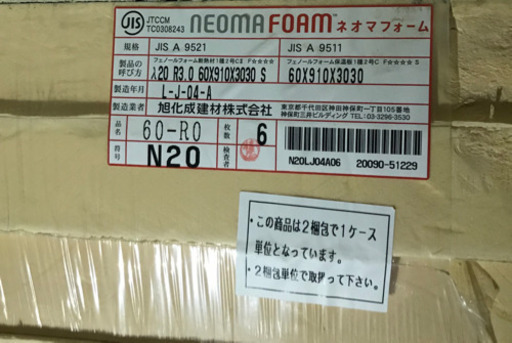 JIS JTCCM TC0308243 NEOMA FOAM™ ネオマフォーム
規格 JIS A 9521 JIS A 9511
製品の呼び方 フェノールフォーム断熱材1種2号CⅡ F☆☆☆☆ フェノールフォーム保温板1種2号 C F☆☆☆☆ S
λ20 R3.0 60X910X3030 S 60X910X3030
製造年月 L-J-04-A
製造業者 旭化成建材株式会社 東京都千代田区神田神保町一丁目105番地
神保町三井ビルディング TEL 03-3296-3530
品名 60-RO 枚数 6
N20 検査者 N20LJ04A06 20090-51229
・この商品は2梱包で1ケース
単位となっています。
・2梱包単位で取扱って下さい。